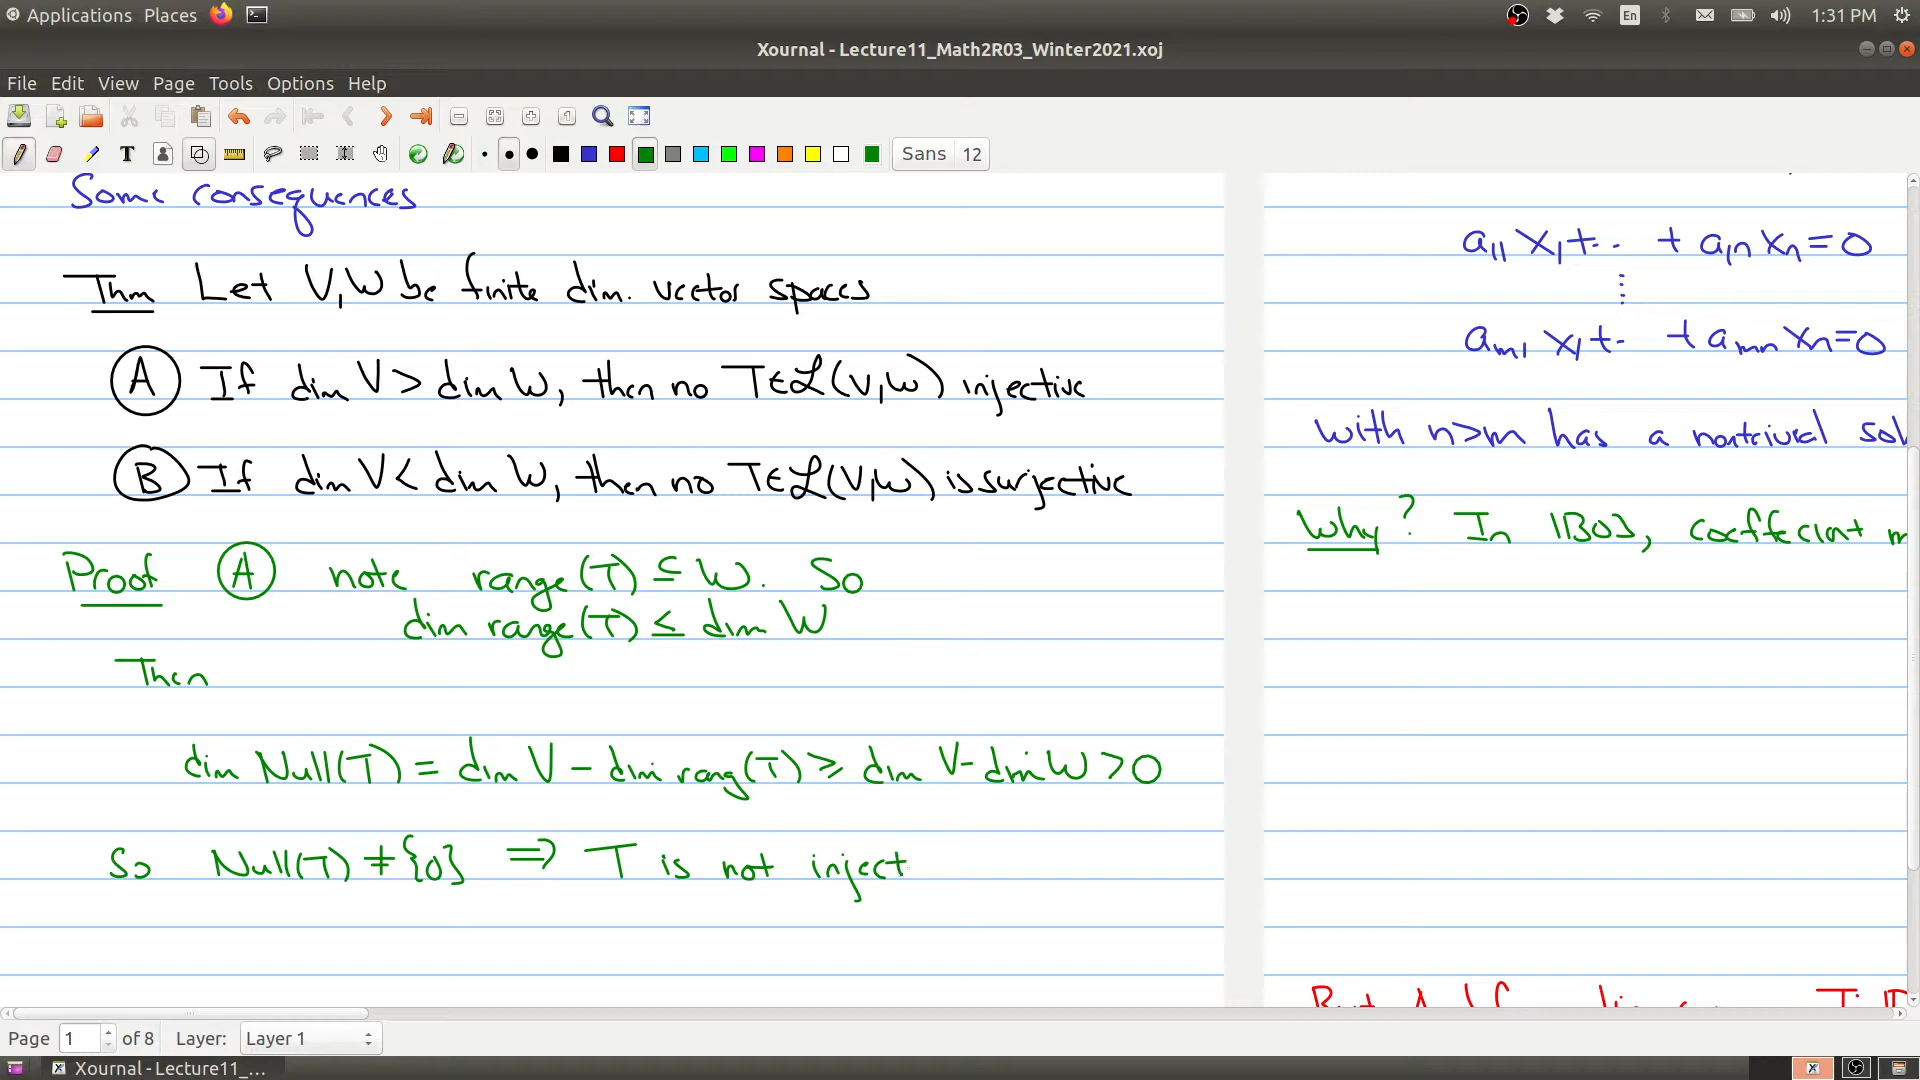 Applications Places En 1:31 PM
Xournal - Lecture11_Math2R03_Winter2021.xoj
File Edit View Page Tools Options Help
Sans 12
Some consequences
Thm Let V, W be finite dim. vector spaces
(A) If dim V > dim W, then no T∈ℒ(V,W) injective
(B) If dim V < dim W, then no T∈ℒ(V,W) is surjective
Proof (A) note range(T) ⊆ W. So
dim range(T) ≤ dim W
Then
dim Null(T) = dim V - dim rang(T) ≥ dim V - dim W > 0
So Null(T) ≠ {0} ⇒ T is not inject
a11 x1 + .. + a1n xn = 0
⋮
am1 x1 + .. + amn xn = 0
with n>m has a nontrivial sol
Why? In 1B03, coefficient m
Page 1 of 8 Layer: Layer 1
Xournal - Lecture11_...